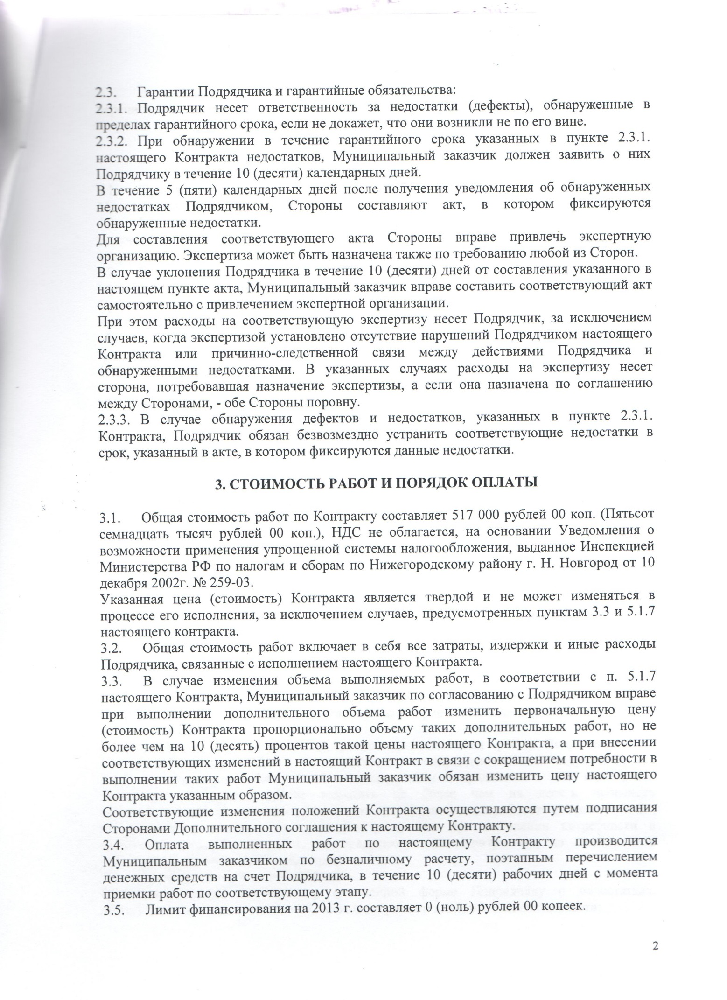 2.3. Гарантии Подрядчика и гарантийные обязательства:
2.3.1. Подрядчик несет ответственность за недостатки (дефекты), обнаруженные в
пределах гарантийного срока, если не докажет, что они возникли не по его вине.
2.3.2. При обнаружении в течение гарантийного срока указанных в пункте 2.3.1.
настоящего Контракта недостатков, Муниципальный заказчик должен заявить о них
Подрядчику в течение 10 (десяти) календарных дней.
В течение 5 (пяти) календарных дней после получения уведомления об обнаруженных
недостатках Подрядчиком, Стороны составляют акт, в котором фиксируются
обнаруженные недостатки.
Для составления соответствующего акта Стороны вправе привлечь экспертную
организацию. Экспертиза может быть назначена также по требованию любой из Сторон.
В случае уклонения Подрядчика в течение 10 (десяти) дней от составления указанного в
настоящем пункте акта, Муниципальный заказчик вправе составить соответствующий акт
самостоятельно с привлечением экспертной организации.
При этом расходы на соответствующую экспертизу несет Подрядчик, за исключением
случаев, когда экспертизой установлено отсутствие нарушений Подрядчиком настоящего
Контракта или причинно-следственной связи между действиями Подрядчика и
обнаруженными недостатками. В указанных случаях расходы на экспертизу несет
сторона, потребовавшая назначение экспертизы, а если она назначена по соглашению
между Сторонами, - обе Стороны поровну.
2.3.3. В случае обнаружения дефектов и недостатков, указанных в пункте 2.3.1.
Контракта, Подрядчик обязан безвозмездно устранить соответствующие недостатки в
срок, указанный в акте, в котором фиксируются данные недостатки.
3. СТОИМОСТЬ РАБОТ И ПОРЯДОК ОПЛАТЫ
3.1. Общая стоимость работ по Контракту составляет 517 000 рублей 00 коп. (Пятьсот
семнадцать тысяч рублей 00 коп.), НДС не облагается, на основании Уведомления о
возможности применения упрощенной системы налогообложения, выданное Инспекцией
Министерства РФ по налогам и сборам по Нижегородскому району г. Н. Новгород от 10
декабря 2002г. № 259-03.
Указанная цена (стоимость) Контракта является твердой и не может изменяться в
процессе его исполнения, за исключением случаев, предусмотренных пунктам 3.3 и 5.1.7
настоящего контракта.
3.2. Общая стоимость работ включает в себя все затраты, издержки и иные расходы
Подрядчика, связанные с исполнением настоящего Контракта.
3.3. В случае изменения объема выполняемых работ, в соответствии с п. 5.1.7
настоящего Контракта, Муниципальный заказчик по согласованию с Подрядчиком вправе
при выполнении дополнительного объема работ изменить первоначальную цену
(стоимость) Контракта пропорционально объему таких дополнительных работ, но не
более чем на 10 (десять) процентов такой цены настоящего Контракта, а при внесении
соответствующих изменений в настоящий Контракт в связи с сокращением потребности в
выполнении таких работ Муниципальный заказчик обязан изменить цену настоящего
Контракта указанным образом.
Соответствующие изменения положений Контракта осуществляются путем подписания
Сторонами Дополнительного соглашения к настоящему Контракту.
3.4. Оплата выполненных работ по настоящему Контракту производится
Муниципальным заказчиком по безналичному расчету, поэтапным перечислением
денежных средств на счет Подрядчика, в течение 10 (десяти) рабочих дней с момента
приемки работ по соответствующему этапу.
3.5. Лимит финансирования на 2013 г. составляет 0 (ноль) рублей 00 копеек.
2